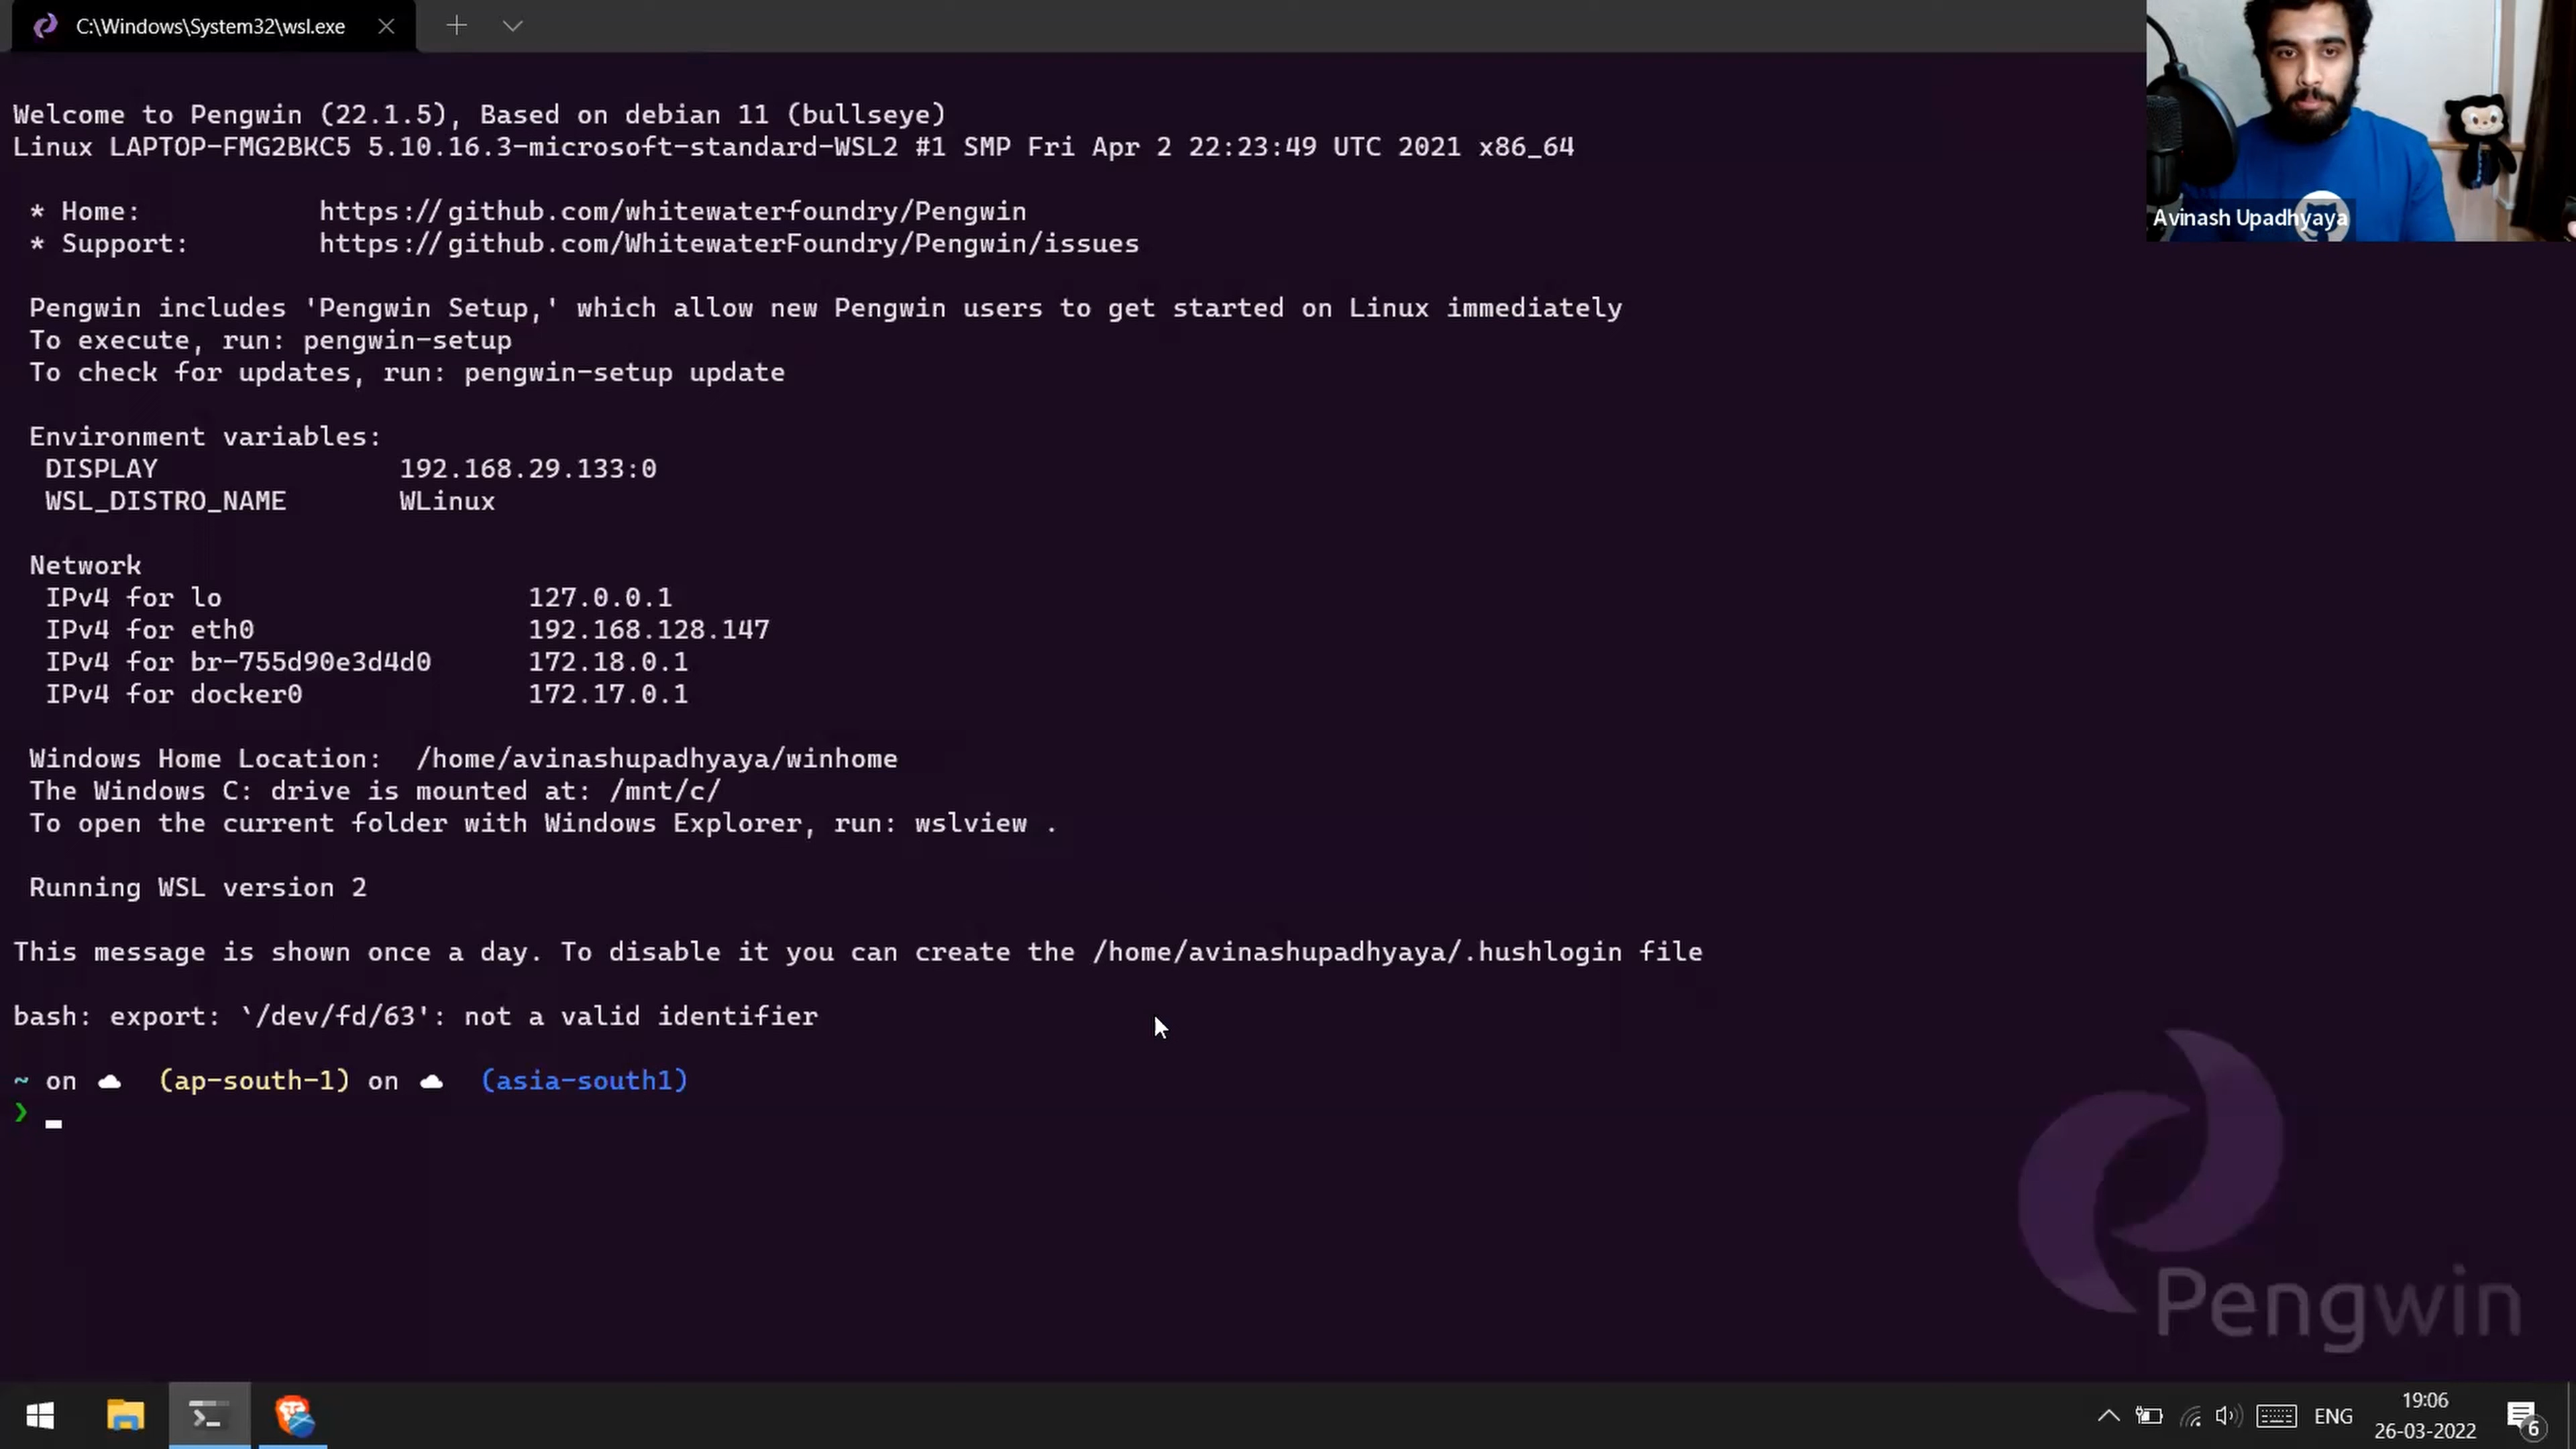 C:\Windows\System32\wsl.exe
Welcome to Pengwin (22.1.5), Based on debian 11 (bullseye)
Linux LAPTOP-FMG2BKC5 5.10.16.3-microsoft-standard-WSL2 #1 SMP Fri Apr 2 22:23:49 UTC 2021 x86_64
* Home: https://github.com/whitewaterfoundry/Pengwin
* Support: https://github.com/WhitewaterFoundry/Pengwin/issues
Avinash Upadhyaya
Pengwin includes 'Pengwin Setup,' which allow new Pengwin users to get started on Linux immediately
To execute, run: pengwin-setup
To check for updates, run: pengwin-setup update
Environment variables:
DISPLAY 192.168.29.133:0
WSL_DISTRO_NAME WLinux
Network
IPv4 for lo 127.0.0.1
IPv4 for eth0 192.168.128.147
IPv4 for br-755d90e3d4d0 172.18.0.1
IPv4 for docker0 172.17.0.1
Windows Home Location: /home/avinashupadhyaya/winhome
The Windows C: drive is mounted at: /mnt/c/
To open the current folder with Windows Explorer, run: wslview .
Running WSL version 2
This message is shown once a day. To disable it you can create the /home/avinashupadhyaya/.hushlogin file
bash: export: `/dev/fd/63': not a valid identifier
~ on ☁ (ap-south-1) on ☁ (asia-south1)
❯
Pengwin
ENG
19:06
26-03-2022
6